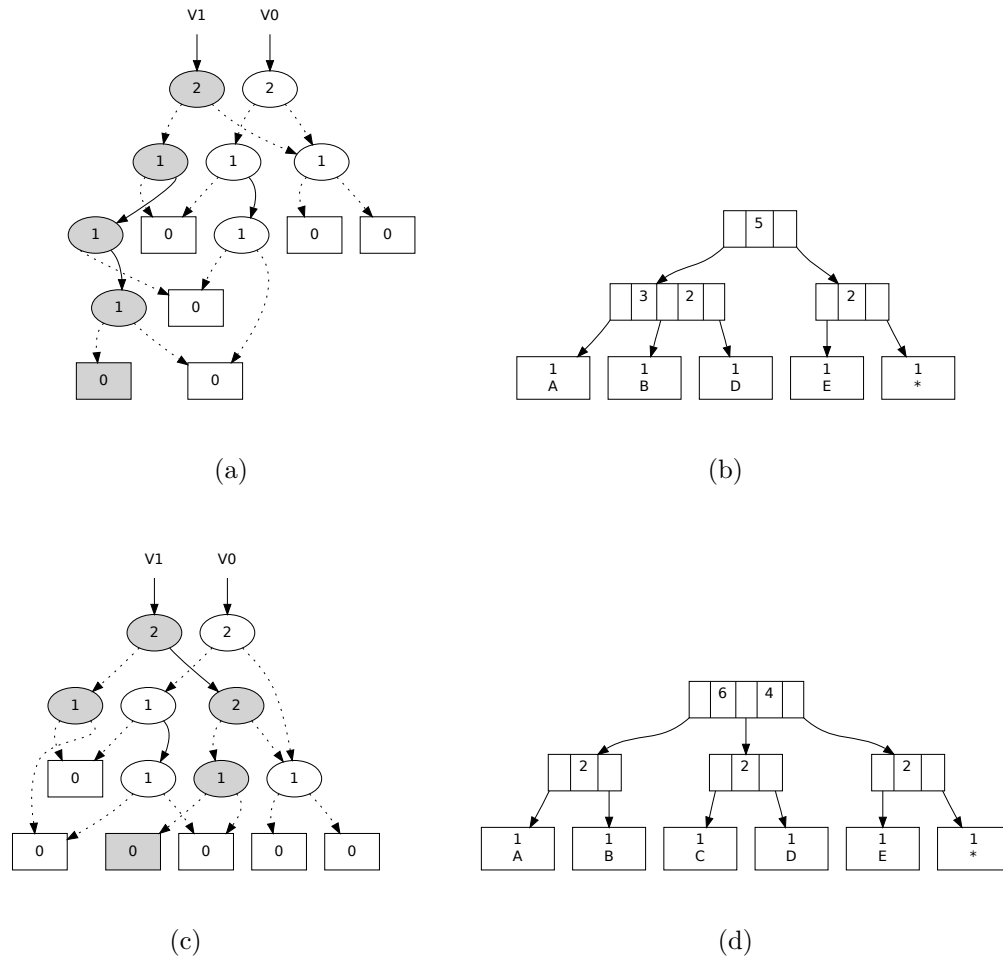 V1 V0
2 2
1 1 1
1 0 1 0 0
1 0
0 0
(a)
5
3 2 2
1 1 1 1 1
A B D E *
(b)
V1 V0
2 2
1 1 2
0 1 1 1
0 0 0 0 0
(c)
6 4
2 2 2
1 1 1 1 1 1
A B C D E *
(d)